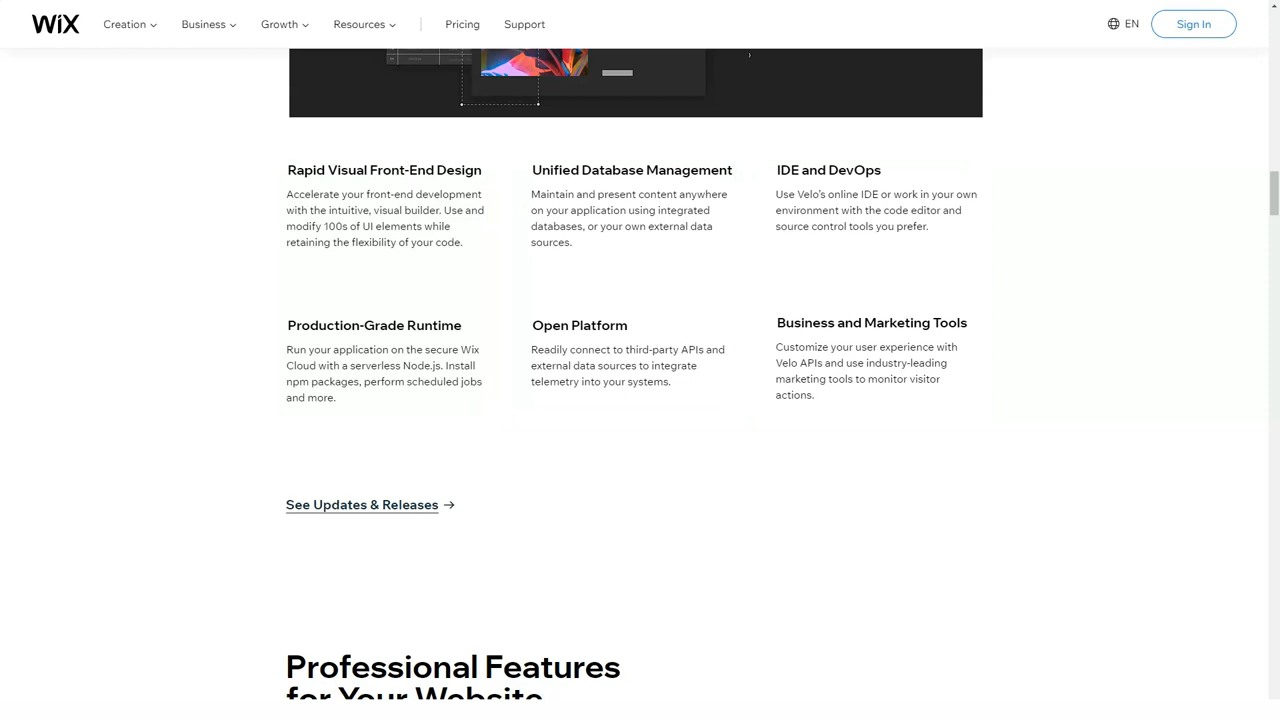 WiX Creation Business Growth Resources Pricing Support EN Sign In
Rapid Visual Front-End Design
Accelerate your front-end development
with the intuitive, visual builder. Use and
modify 100s of UI elements while
retaining the flexibility of your code.
Unified Database Management
Maintain and present content anywhere
on your application using integrated
databases, or your own external data
sources.
IDE and DevOps
Use Velo's online IDE or work in your own
environment with the code editor and
source control tools you prefer.
Production-Grade Runtime
Run your application on the secure Wix
Cloud with a serverless Node.js. Install
npm packages, perform scheduled jobs
and more.
Open Platform
Readily connect to third-party APIs and
external data sources to integrate
telemetry into your systems.
Business and Marketing Tools
Customize your user experience with
Velo APIs and use industry-leading
marketing tools to monitor visitor
actions.
See Updates & Releases →
Professional Features
for Your Website